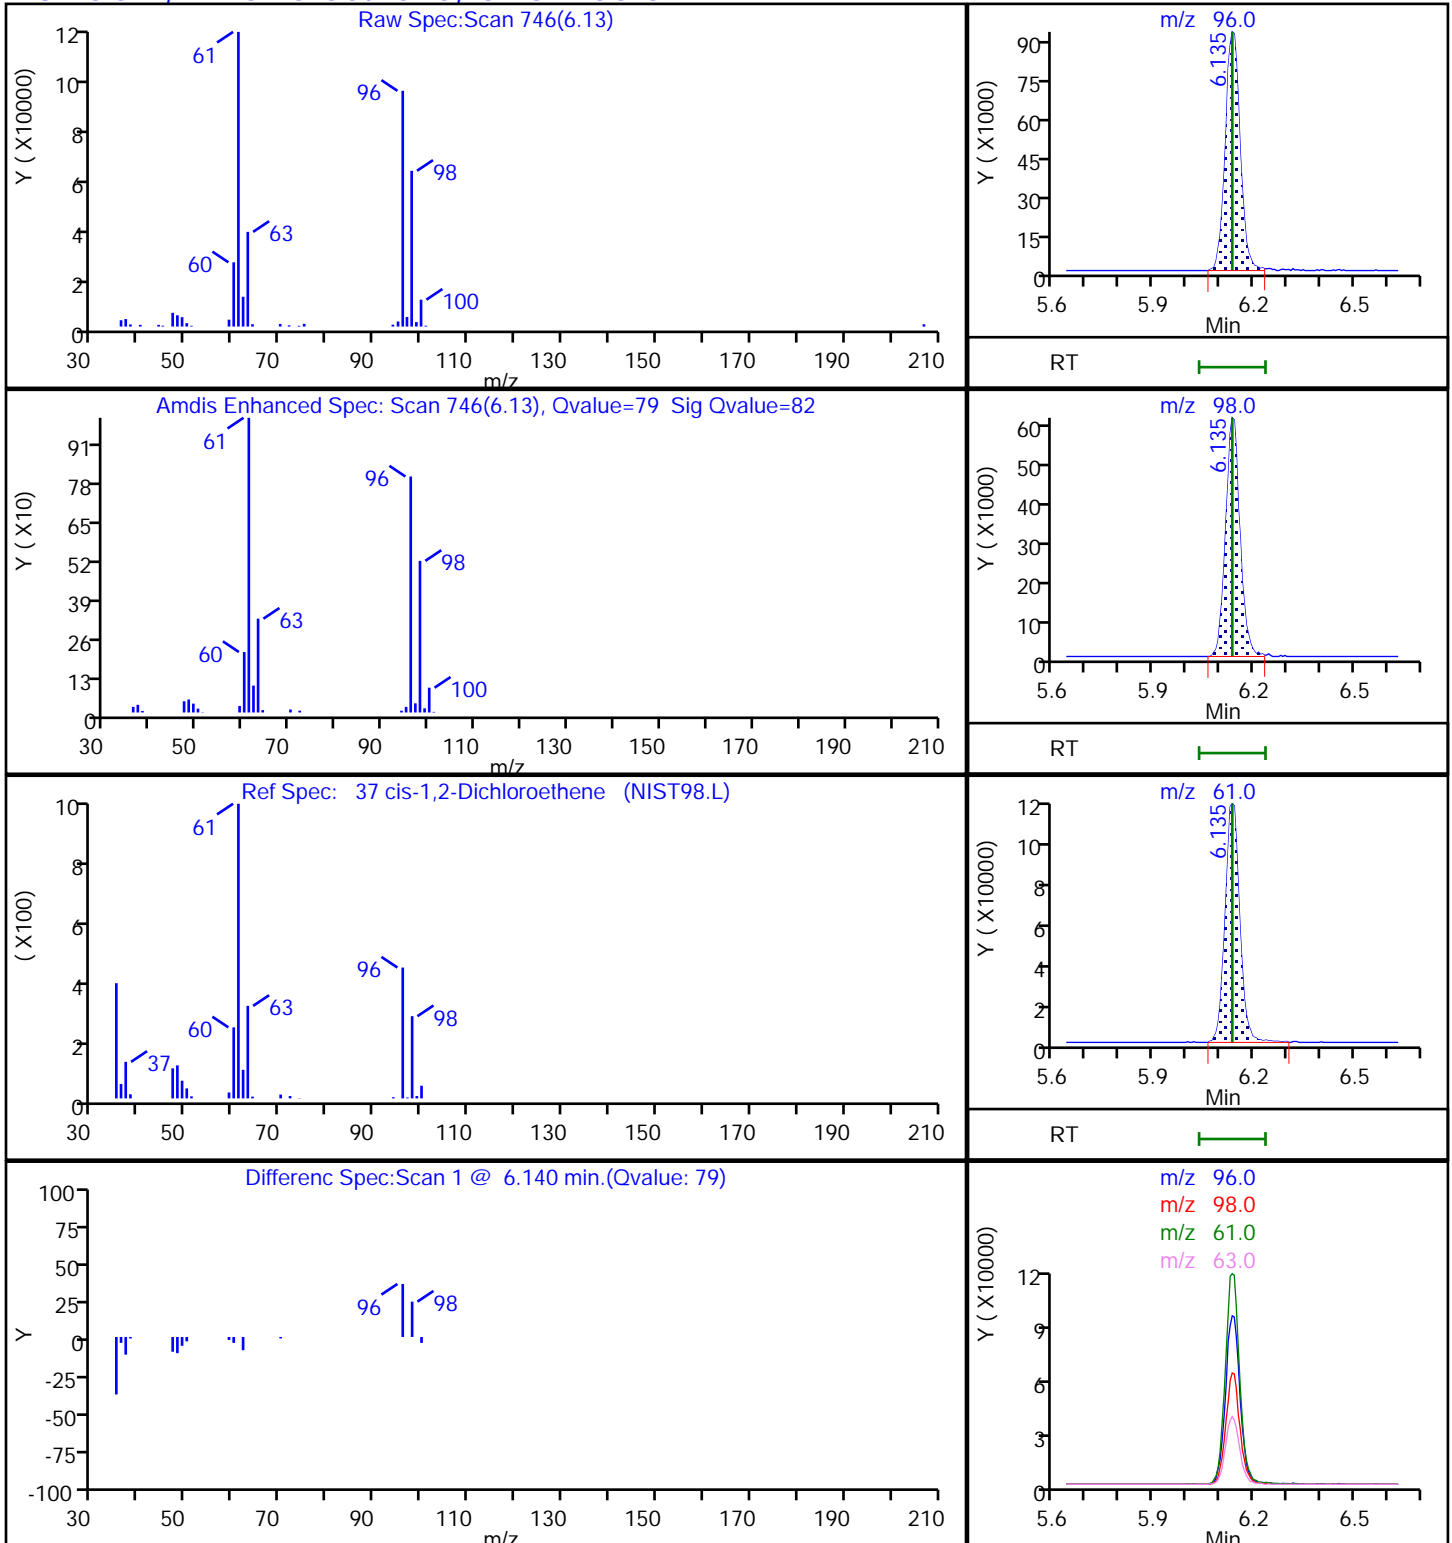 Raw Spec:Scan 746(6.13)
Y ( X10000)
12
10
8
6
4
2
0
61
96
98
63
60
100
30 50 70 90 110 130 150 170 190 210
m/z
m/z 96.0
Y ( X1000)
90
75
60
45
30
15
0
6.135
5.6 5.9 6.2 6.5
Min
RT
Amdis Enhanced Spec: Scan 746(6.13), Qvalue=79 Sig Qvalue=82
Y ( X10)
91
78
65
52
39
26
13
0
61
96
98
63
60
100
30 50 70 90 110 130 150 170 190 210
m/z
m/z 98.0
Y ( X1000)
60
50
40
30
20
10
0
6.135
5.6 5.9 6.2 6.5
Min
RT
Ref Spec: 37 cis-1,2-Dichloroethene (NIST98.L)
( X100)
10
8
6
4
2
0
61
96
63
98
60
37
30 50 70 90 110 130 150 170 190 210
m/z 61.0
Y ( X10000)
12
10
8
6
4
2
0
6.135
5.6 5.9 6.2 6.5
Min
RT
Differenc Spec:Scan 1 @ 6.140 min.(Qvalue: 79)
Y
100
75
50
25
0
-25
-50
-75
-100
96
98
30 50 70 90 110 130 150 170 190 210
m/z
m/z 96.0
m/z 98.0
m/z 61.0
m/z 63.0
Y ( X10000)
12
9
6
3
0
5.6 5.9 6.2 6.5
Min